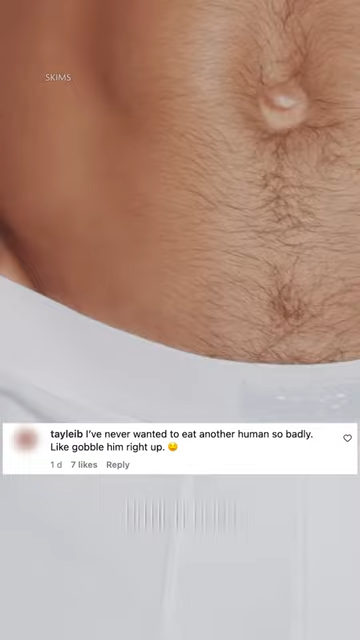 SKIMS
tayleib I've never wanted to eat another human so badly.
Like gobble him right up. 😋
1 d 7 likes Reply